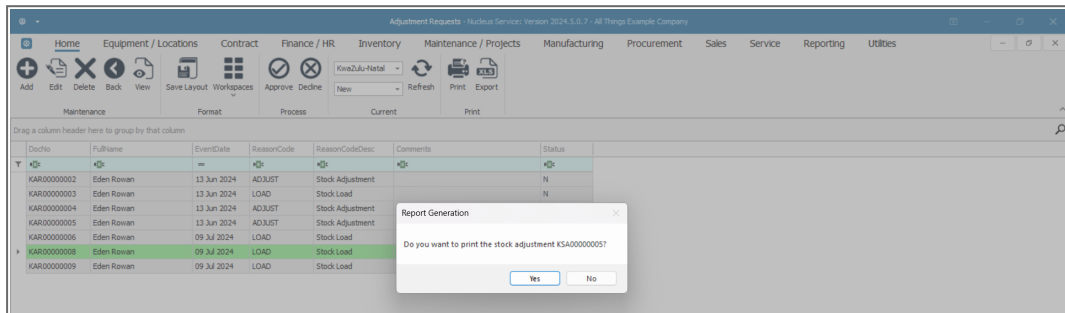 Adjustment Requests - Nucleus Service: Version 2024.5.0.7 - All Things Example Company
Home Equipment / Locations Contract Finance / HR Inventory Maintenance / Projects Manufacturing Procurement Sales Service Reporting Utilities
KwaZulu-Natal
New
Add Edit Delete Back View Save Layout Workspaces Approve Decline Refresh Print Export
XLS
Maintenance Format Process Current Print
Drag a column header here to group by that column
DocNo FullName EventDate ReasonCode ReasonCodeDesc Comments Status
KAR00000002 Eden Rowan 13 Jun 2024 ADJUST Stock Adjustment N
KAR00000003 Eden Rowan 13 Jun 2024 LOAD Stock Load N
KAR00000004 Eden Rowan 13 Jun 2024 ADJUST Stock Adjustment
KAR00000005 Eden Rowan 13 Jun 2024 ADJUST Stock Adjustment
KAR00000006 Eden Rowan 09 Jul 2024 LOAD Stock Load
KAR00000008 Eden Rowan 09 Jul 2024 LOAD Stock Load
KAR00000009 Eden Rowan 09 Jul 2024 LOAD Stock Load
Report Generation
Do you want to print the stock adjustment KSA00000005?
Yes No